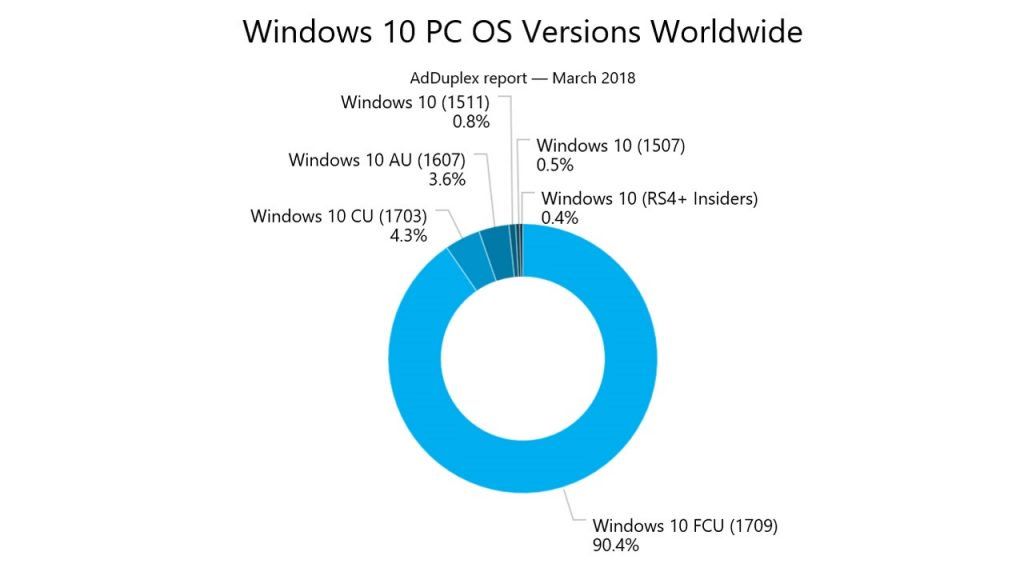 Windows 10 PC OS Versions Worldwide
AdDuplex report — March 2018
Windows 10 (1511)
0.8%
Windows 10 (1507)
0.5%
Windows 10 AU (1607)
3.6%
Windows 10 (RS4+ Insiders)
0.4%
Windows 10 CU (1703)
4.3%
Windows 10 FCU (1709)
90.4%